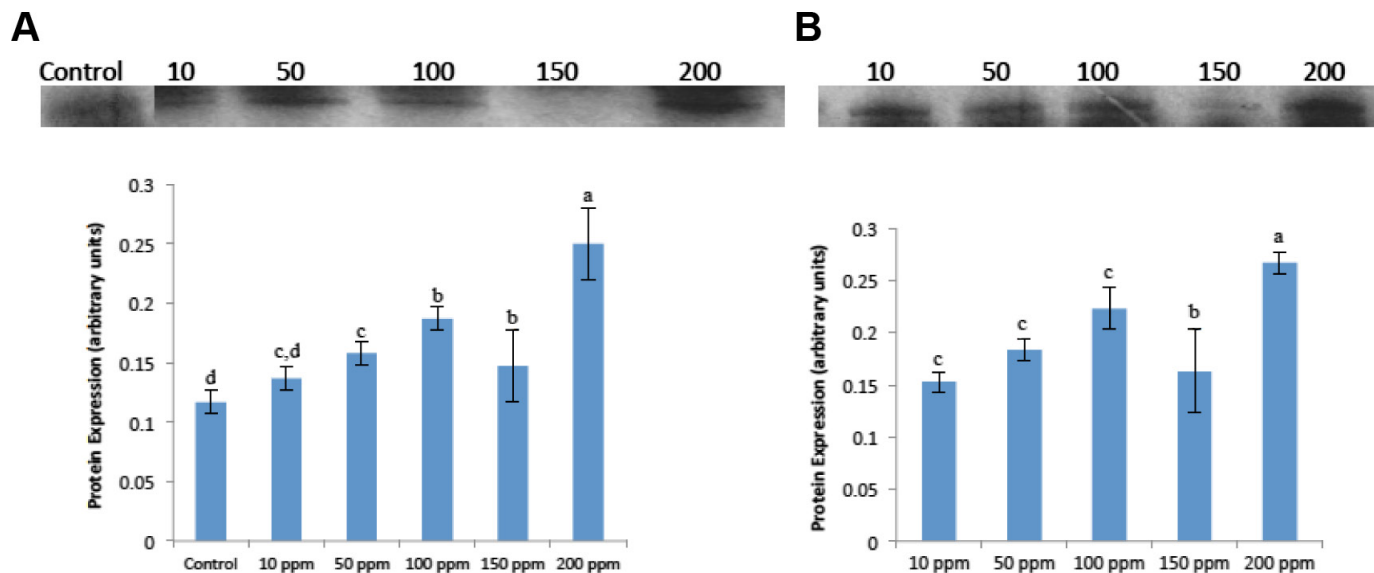 A
Control 10 50 100 150 200
Protein Expression (arbitrary units)
0.3
0.25
0.2
0.15
0.1
0.05
0
d
c,d
c
b
b
a
Control 10 ppm 50 ppm 100 ppm 150 ppm 200 ppm
B
10 50 100 150 200
Protein Expression (arbitrary units)
0.3
0.25
0.2
0.15
0.1
0.05
0
c
c
c
b
a
10 ppm 50 ppm 100 ppm 150 ppm 200 ppm